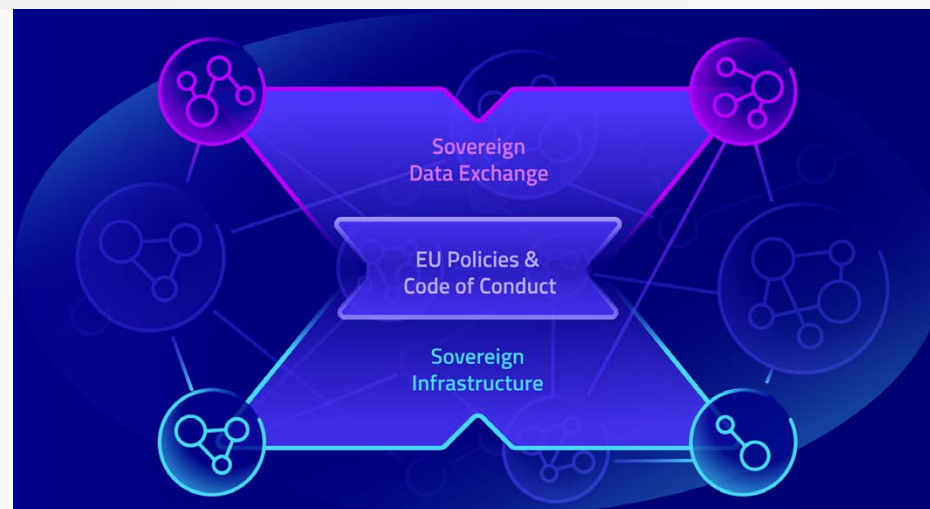 Sovereign
Data Exchange
EU Policies &
Code of Conduct
Sovereign
Infrastructure